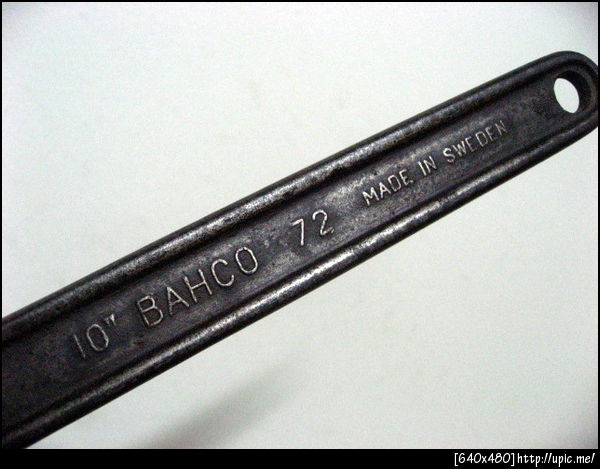 10" BAHCO 72 MADE IN SWEDEN
[640x480]http://upic.me/